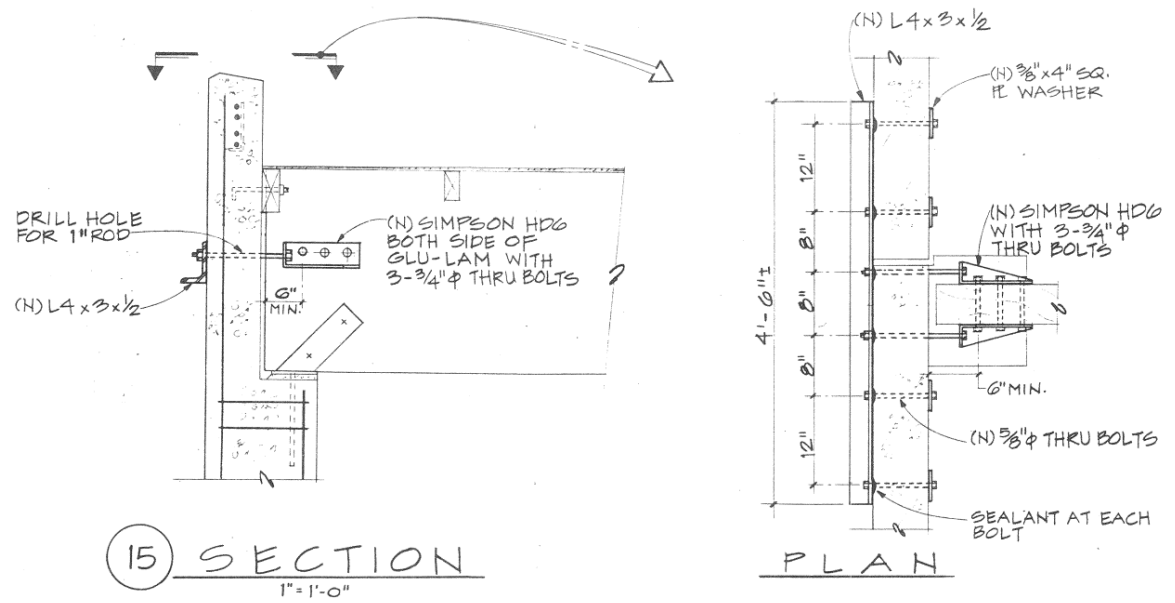 DRILL HOLE
FOR 1" ROD
(N) L4x3x1/2
(N) SIMPSON HD6
BOTH SIDE OF
GLU-LAM WITH
3-3/4"φ THRU BOLTS
6"
MIN.
15 SECTION
1"=1'-0"
(N) L4x3x1/2
(N) 3/8"x4" SQ.
PL WASHER
(N) SIMPSON HD6
WITH 3-3/4"φ
THRU BOLTS
12"
8"
8"
8"
12"
4'-6"±
6" MIN.
(N) 5/8"φ THRU BOLTS
SEALANT AT EACH
BOLT
PLAN